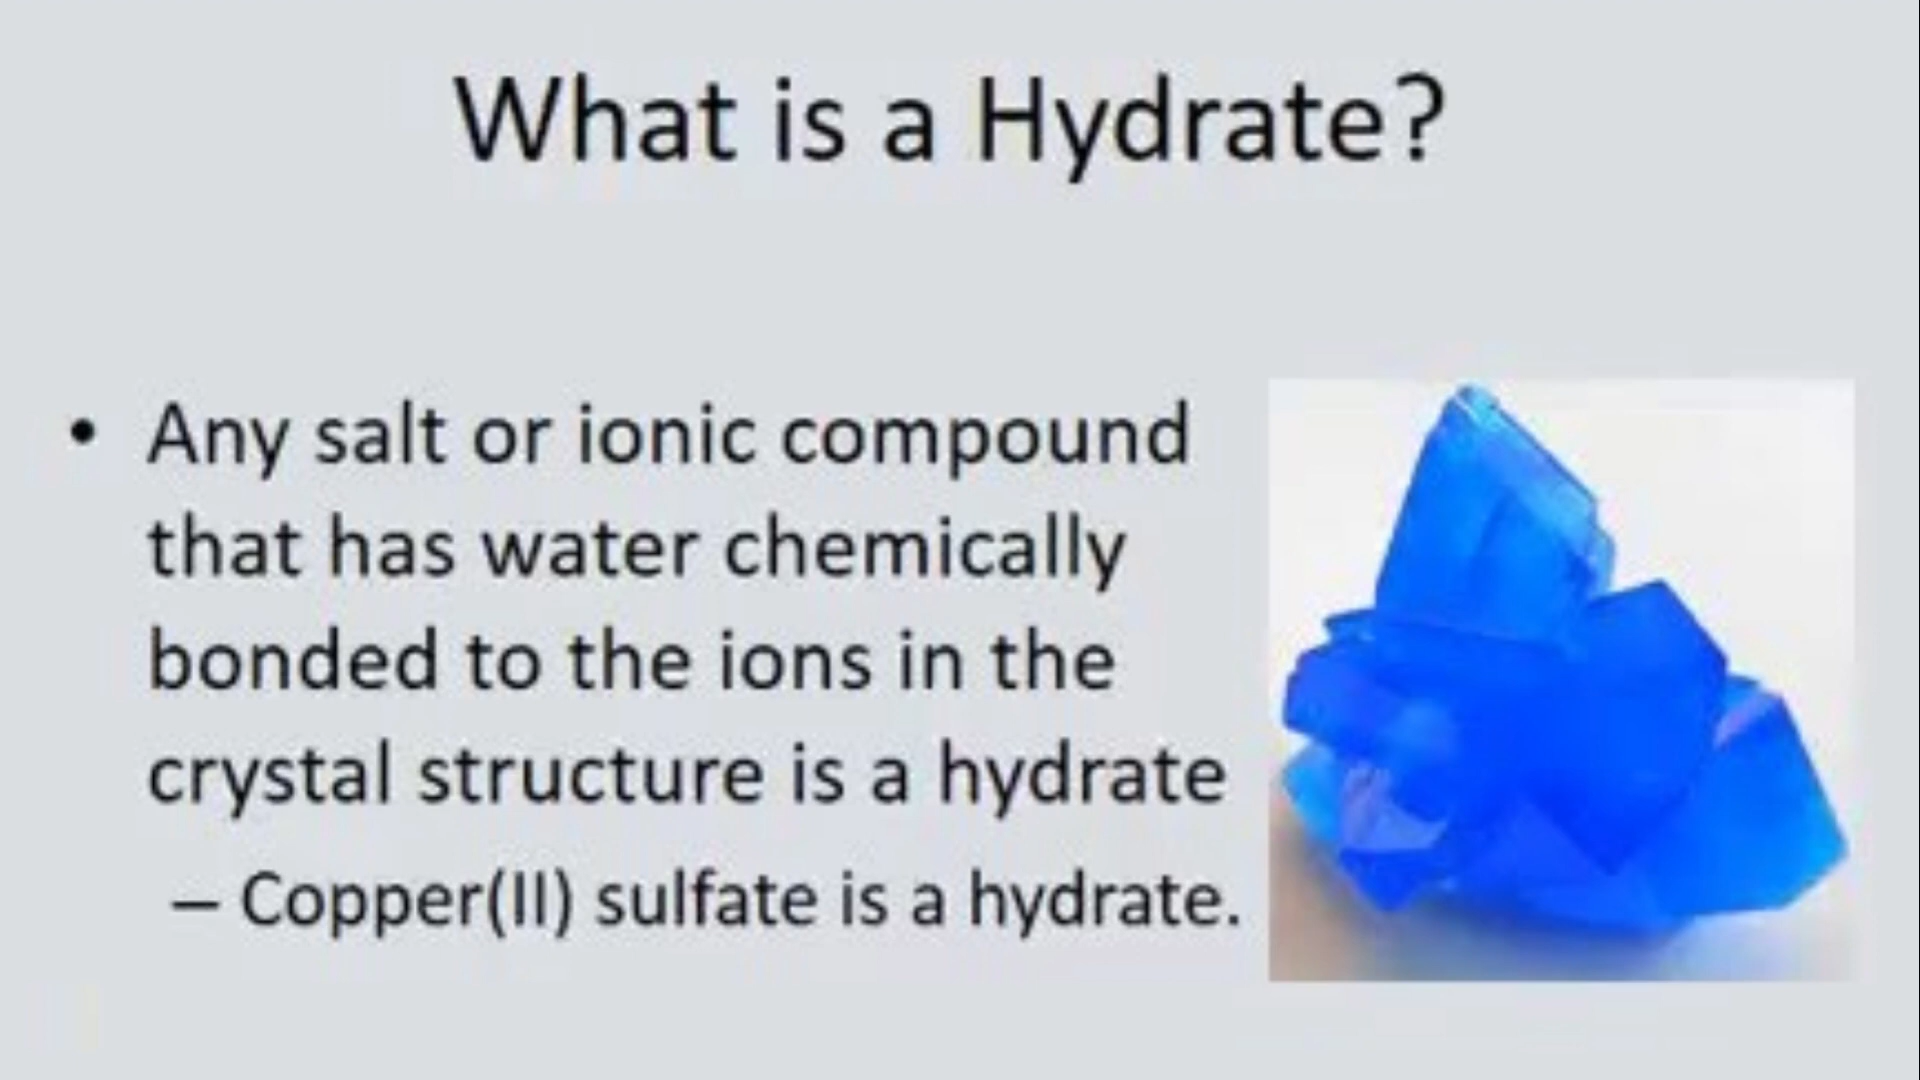 What is a Hydrate?
• Any salt or ionic compound
that has water chemically
bonded to the ions in the
crystal structure is a hydrate
– Copper(II) sulfate is a hydrate.